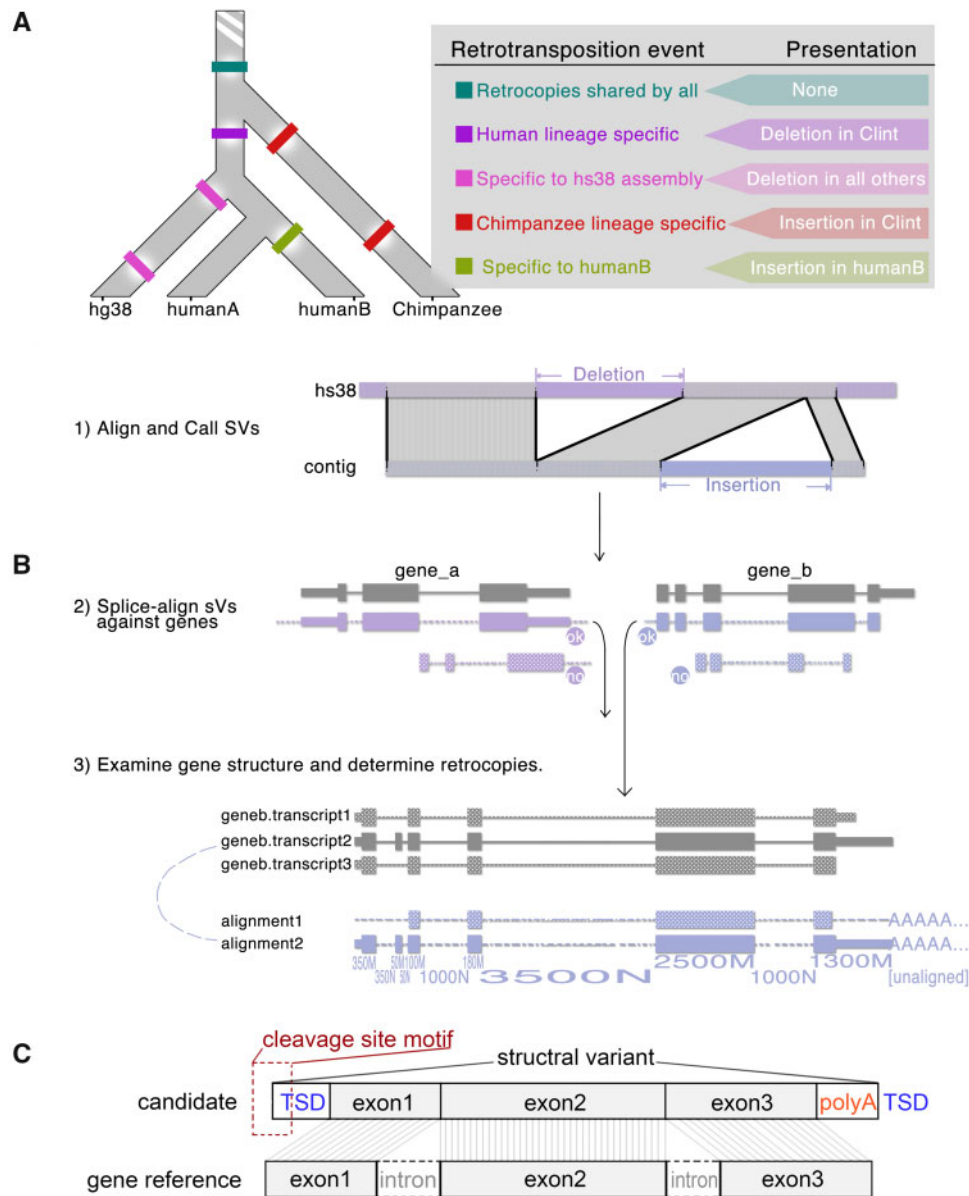 A
Retrotransposition event Presentation
Retrocopies shared by all None
Human lineage specific Deletion in Clint
Specific to hs38 assembly Deletion in all others
Chimpanzee lineage specific Insertion in Clint
Specific to humanB Insertion in humanB
hg38 humanA humanB Chimpanzee
Deletion
hs38
1) Align and Call SVs
contig
Insertion
B
gene_a gene_b
2) Splice-align sVs
against genes
ok ok
no no
3) Examine gene structure and determine retrocopies.
geneb.transcript1
geneb.transcript2
geneb.transcript3
alignment1 AAAAA...
alignment2 AAAAA...
350M 50M 100M 180M 2500M 1300M
350N 50N 1000N 3500N 1000N [unaligned]
C
cleavage site motif
structral variant
candidate TSD exon1 exon2 exon3 polyA TSD
gene reference exon1 intron exon2 intron exon3